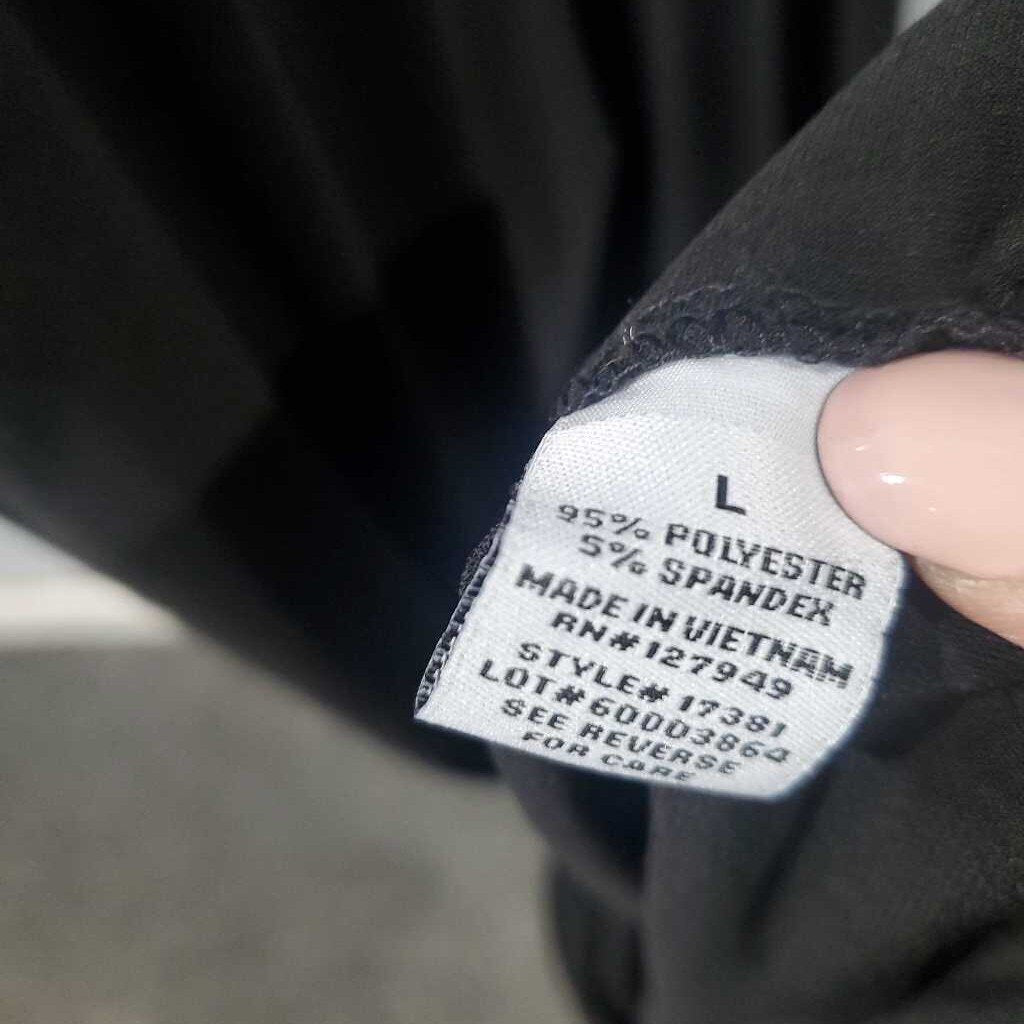 L
95% POLYESTER
5% SPANDEX
MADE IN VIETNAM
RN#127949
STYLE# 17381
LOT# 60003864
SEE REVERSE
FOR CARE